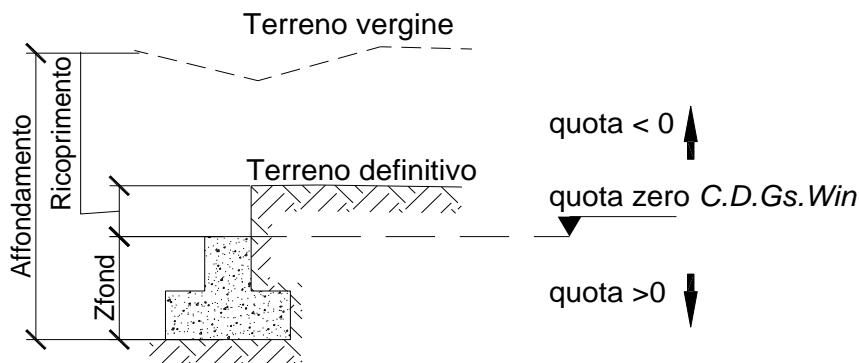 Terreno vergine
Affondamento
Ricoprimento
quota < 0
Terreno definitivo
quota zero C.D.Gs.Win
Zfond
quota >0